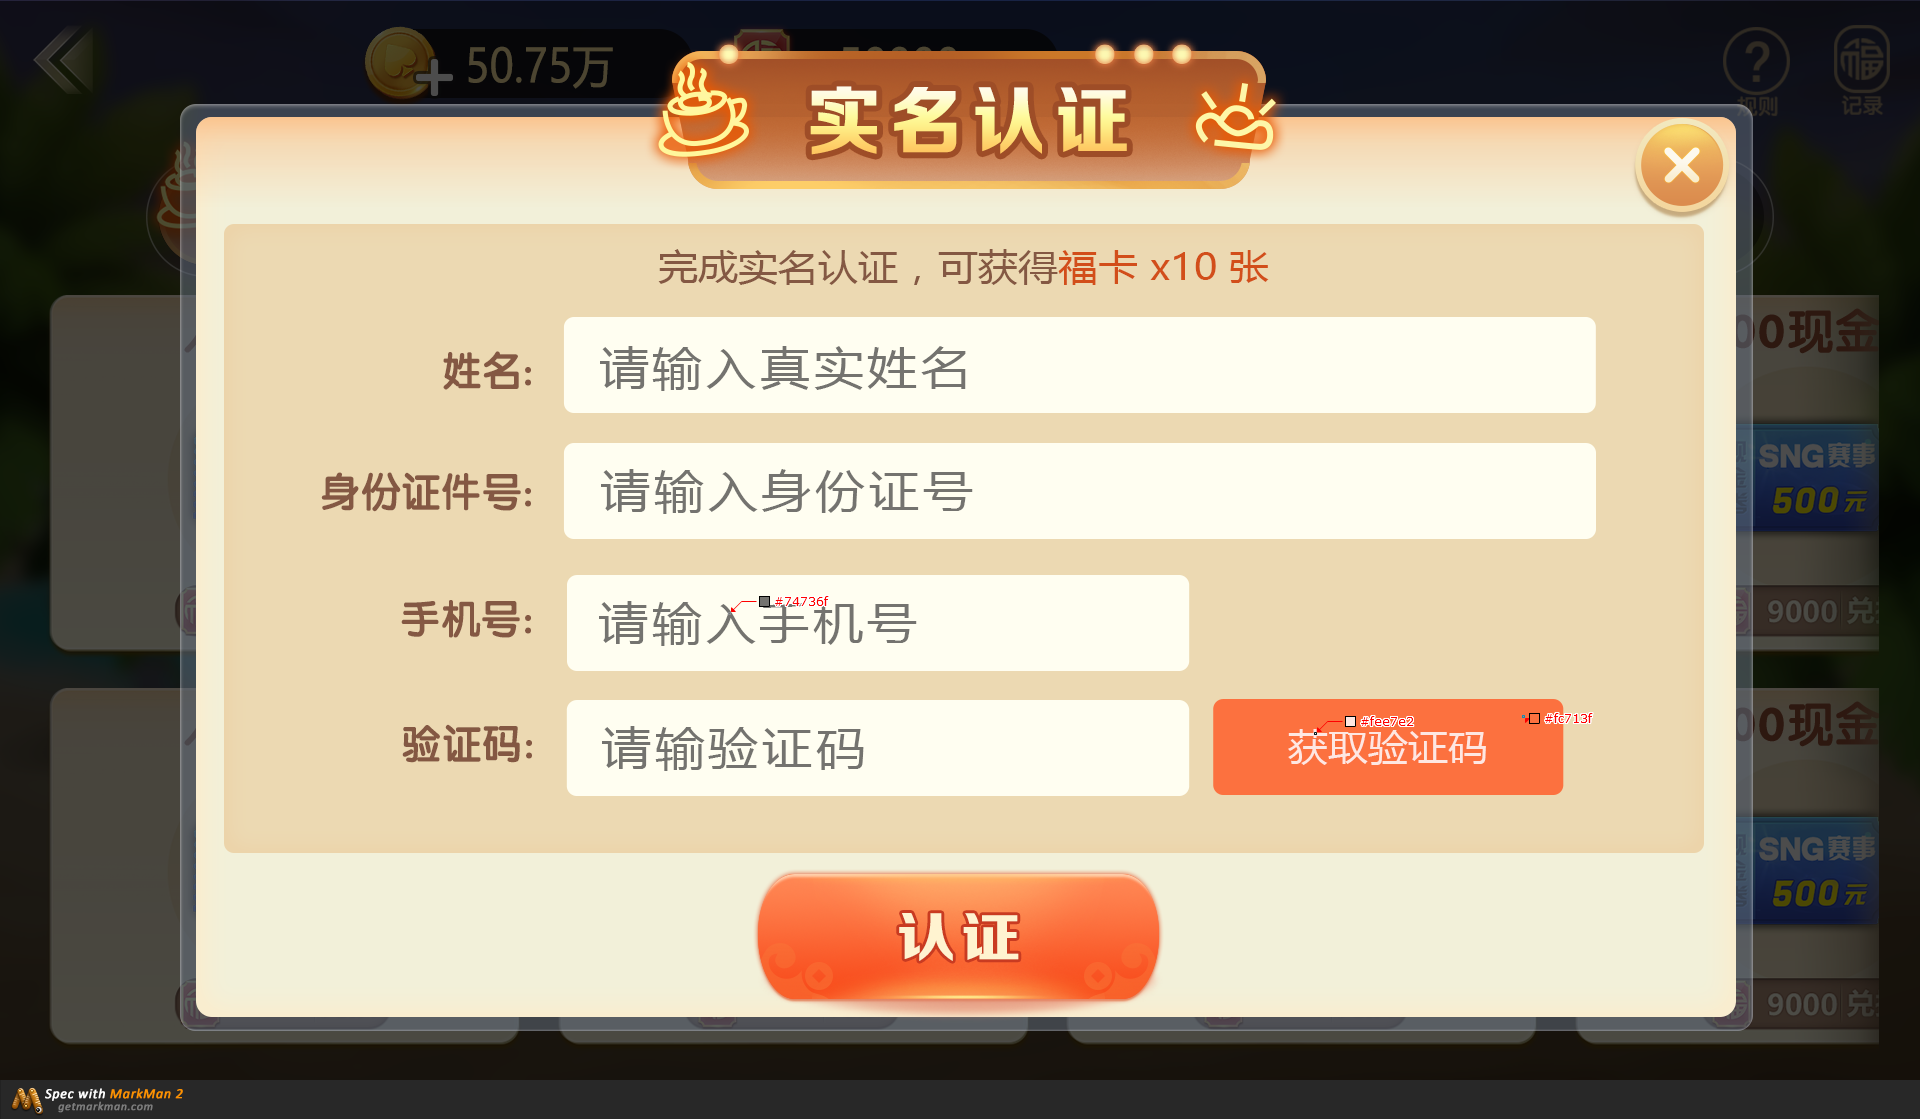 50.75万
规则
记录
实名认证
完成实名认证，可获得福卡 x10 张
姓名:
请输入真实姓名
身份证件号:
请输入身份证号
手机号:
请输入手机号
#74736f
验证码:
请输验证码
获取验证码
#fee7e2
#fc713f
认证
00现金
SNG赛事
500元
9000
00现金
SNG赛事
500元
9000
Spec with MarkMan 2
getmarkman.com